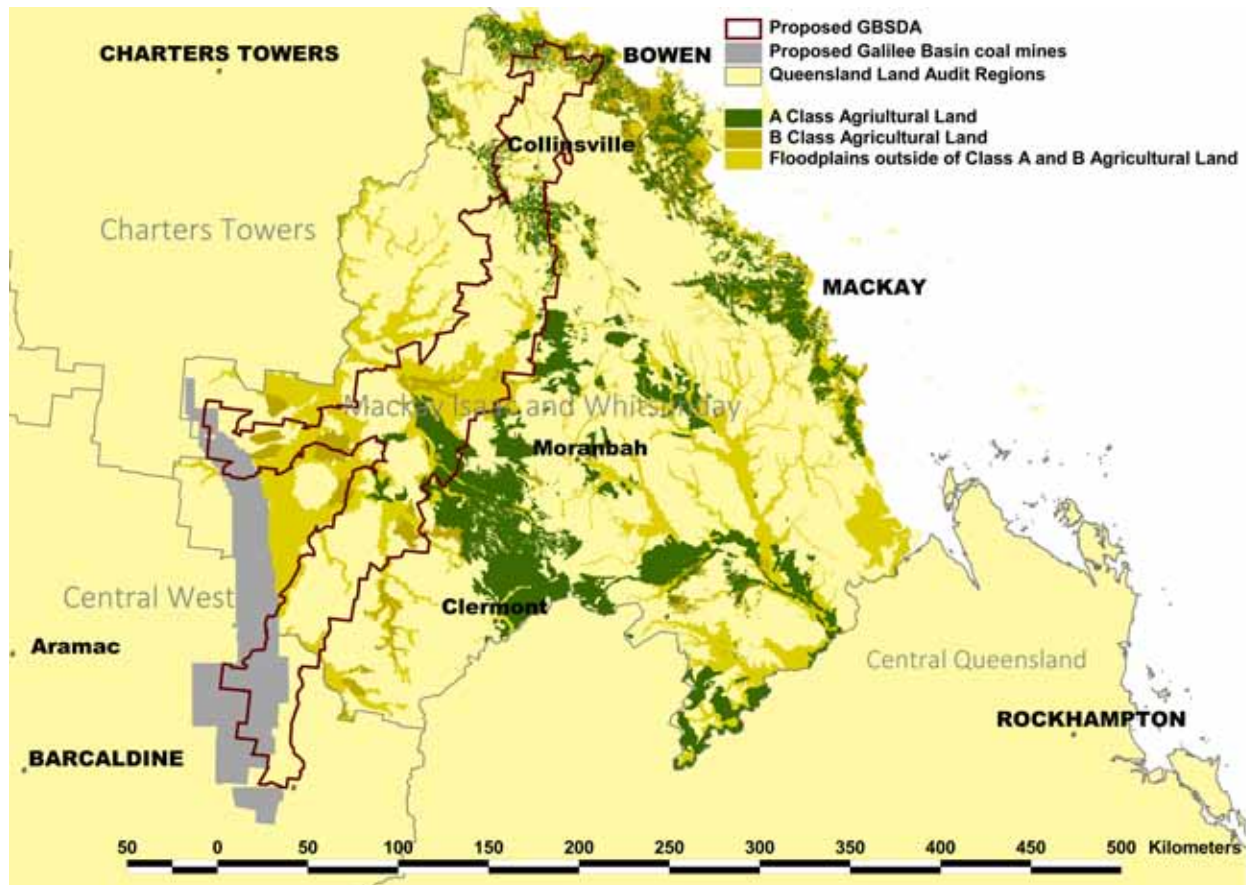 CHARTERS TOWERS
BOWEN
Proposed GBSDA
Proposed Galilee Basin coal mines
Queensland Land Audit Regions
A Class Agriultural Land
B Class Agricultural Land
Floodplains outside of Class A and B Agricultural Land
Collinsville
Charters Towers
MACKAY
Mackay Isaac and Whitsunday
Moranbah
Central West
Clermont
Aramac
Central Queensland
ROCKHAMPTON
BARCALDINE
50 0 50 100 150 200 250 300 350 400 450 500 Kilometers